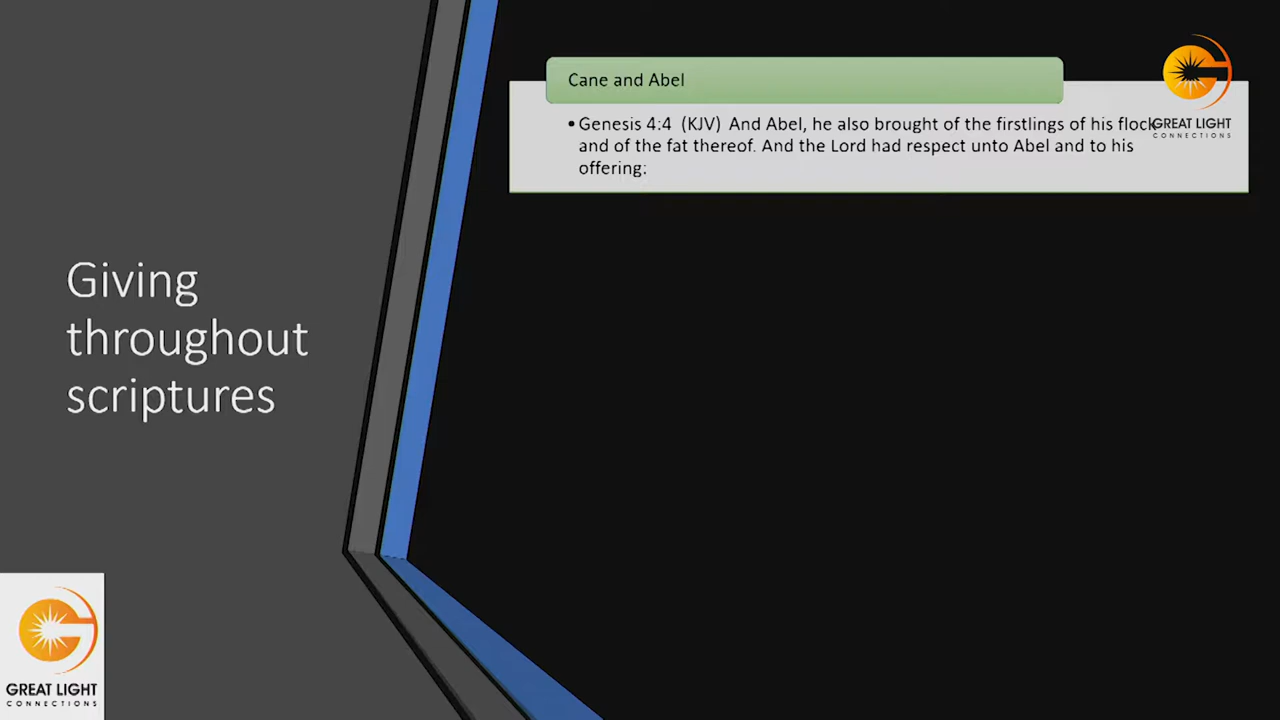 Cane and Abel
•Genesis 4:4 (KJV) And Abel, he also brought of the firstlings of his flock
and of the fat thereof. And the Lord had respect unto Abel and to his
offering;
GREAT LIGHT
CONNECTIONS
Giving
throughout
scriptures
GREAT LIGHT
CONNECTIONS